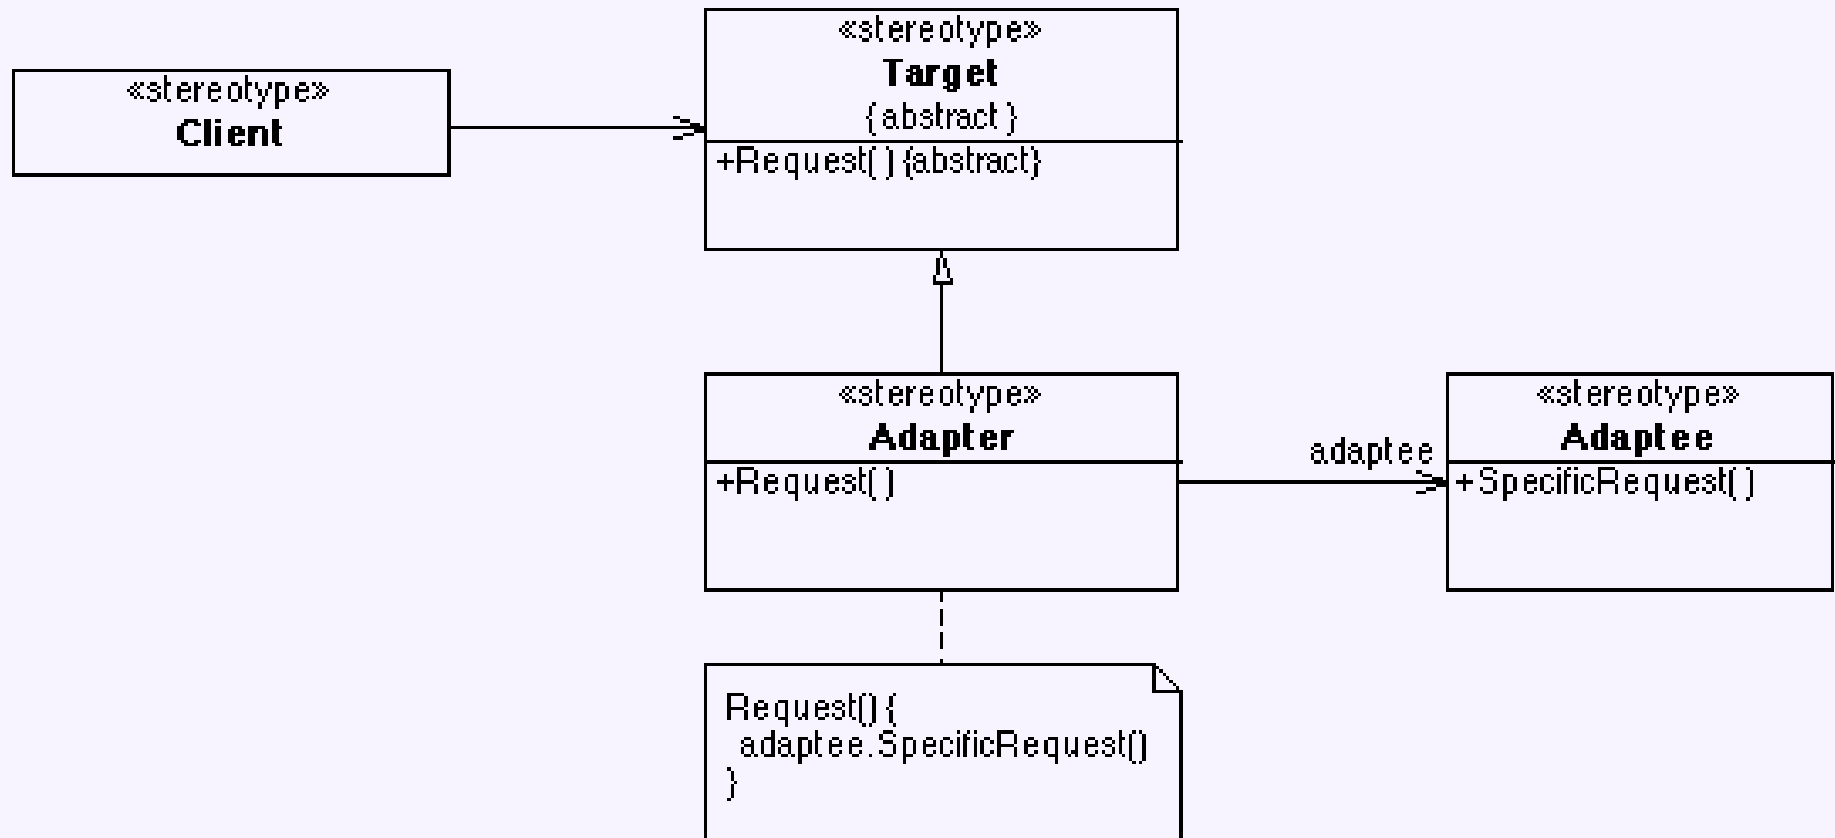 «stereotype»
Client
«stereotype»
Target
{abstract}
+Request() {abstract}
«stereotype»
Adapter
+Request()
adaptee
«stereotype»
Adaptee
+SpecificRequest()
Request() {
adaptee.SpecificRequest()
}